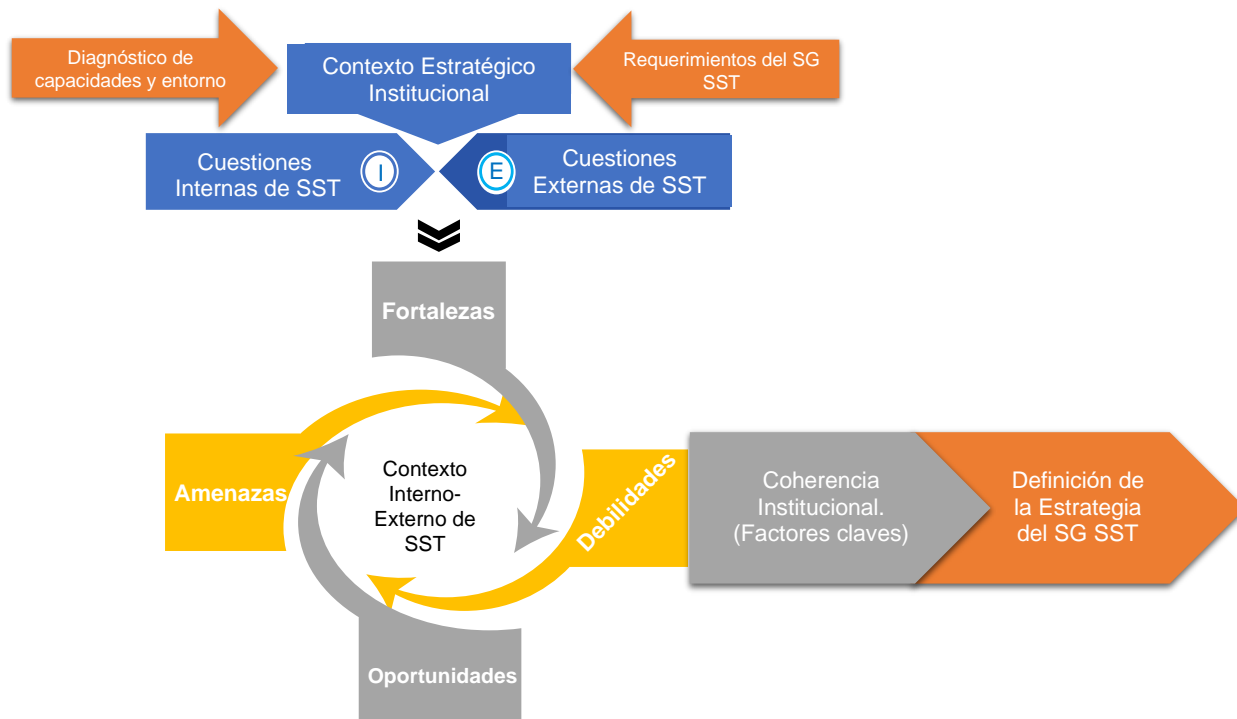 Diagnóstico de
capacidades y entorno
Contexto Estratégico
Institucional
Requerimientos del SG
SST
Cuestiones
Internas de SST
I
E
Cuestiones
Externas de SST
Fortalezas
Amenazas
Contexto
Interno-
Externo de
SST
Debilidades
Oportunidades
Coherencia
Institucional.
(Factores claves)
Definición de
la Estrategia
del SG SST